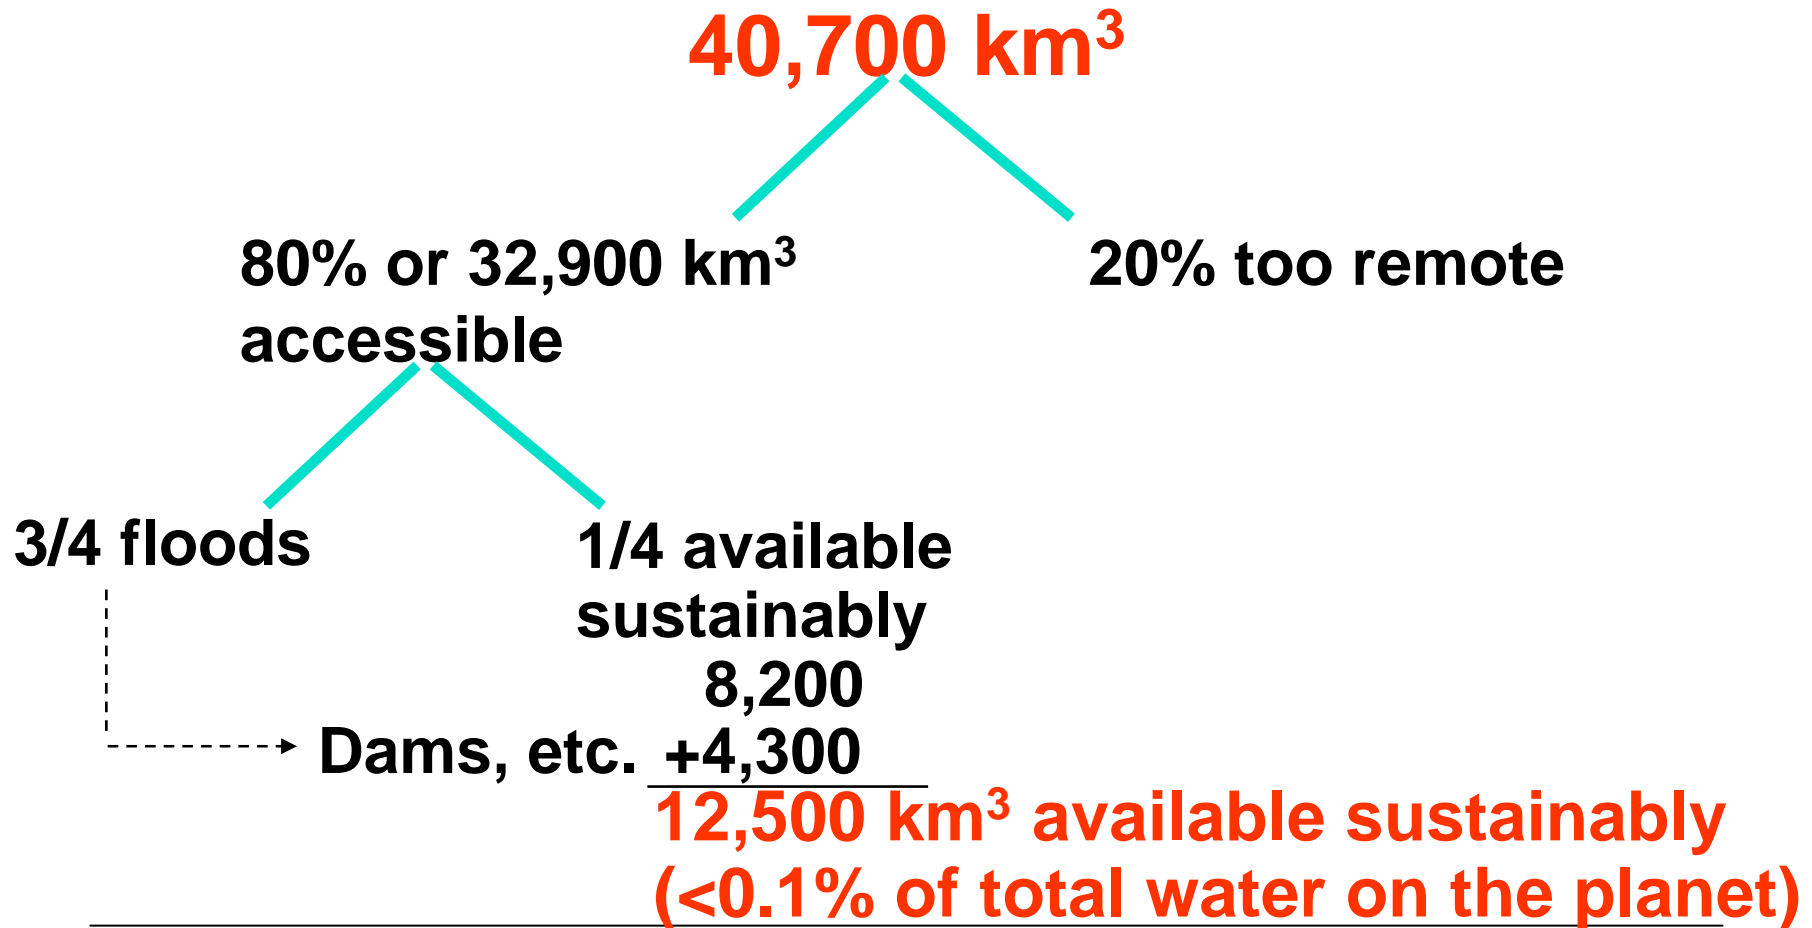 40,700 km³
80% or 32,900 km³
accessible
20% too remote
3/4 floods
1/4 available
sustainably
8,200
Dams, etc. +4,300
12,500 km³ available sustainably
(<0.1% of total water on the planet)